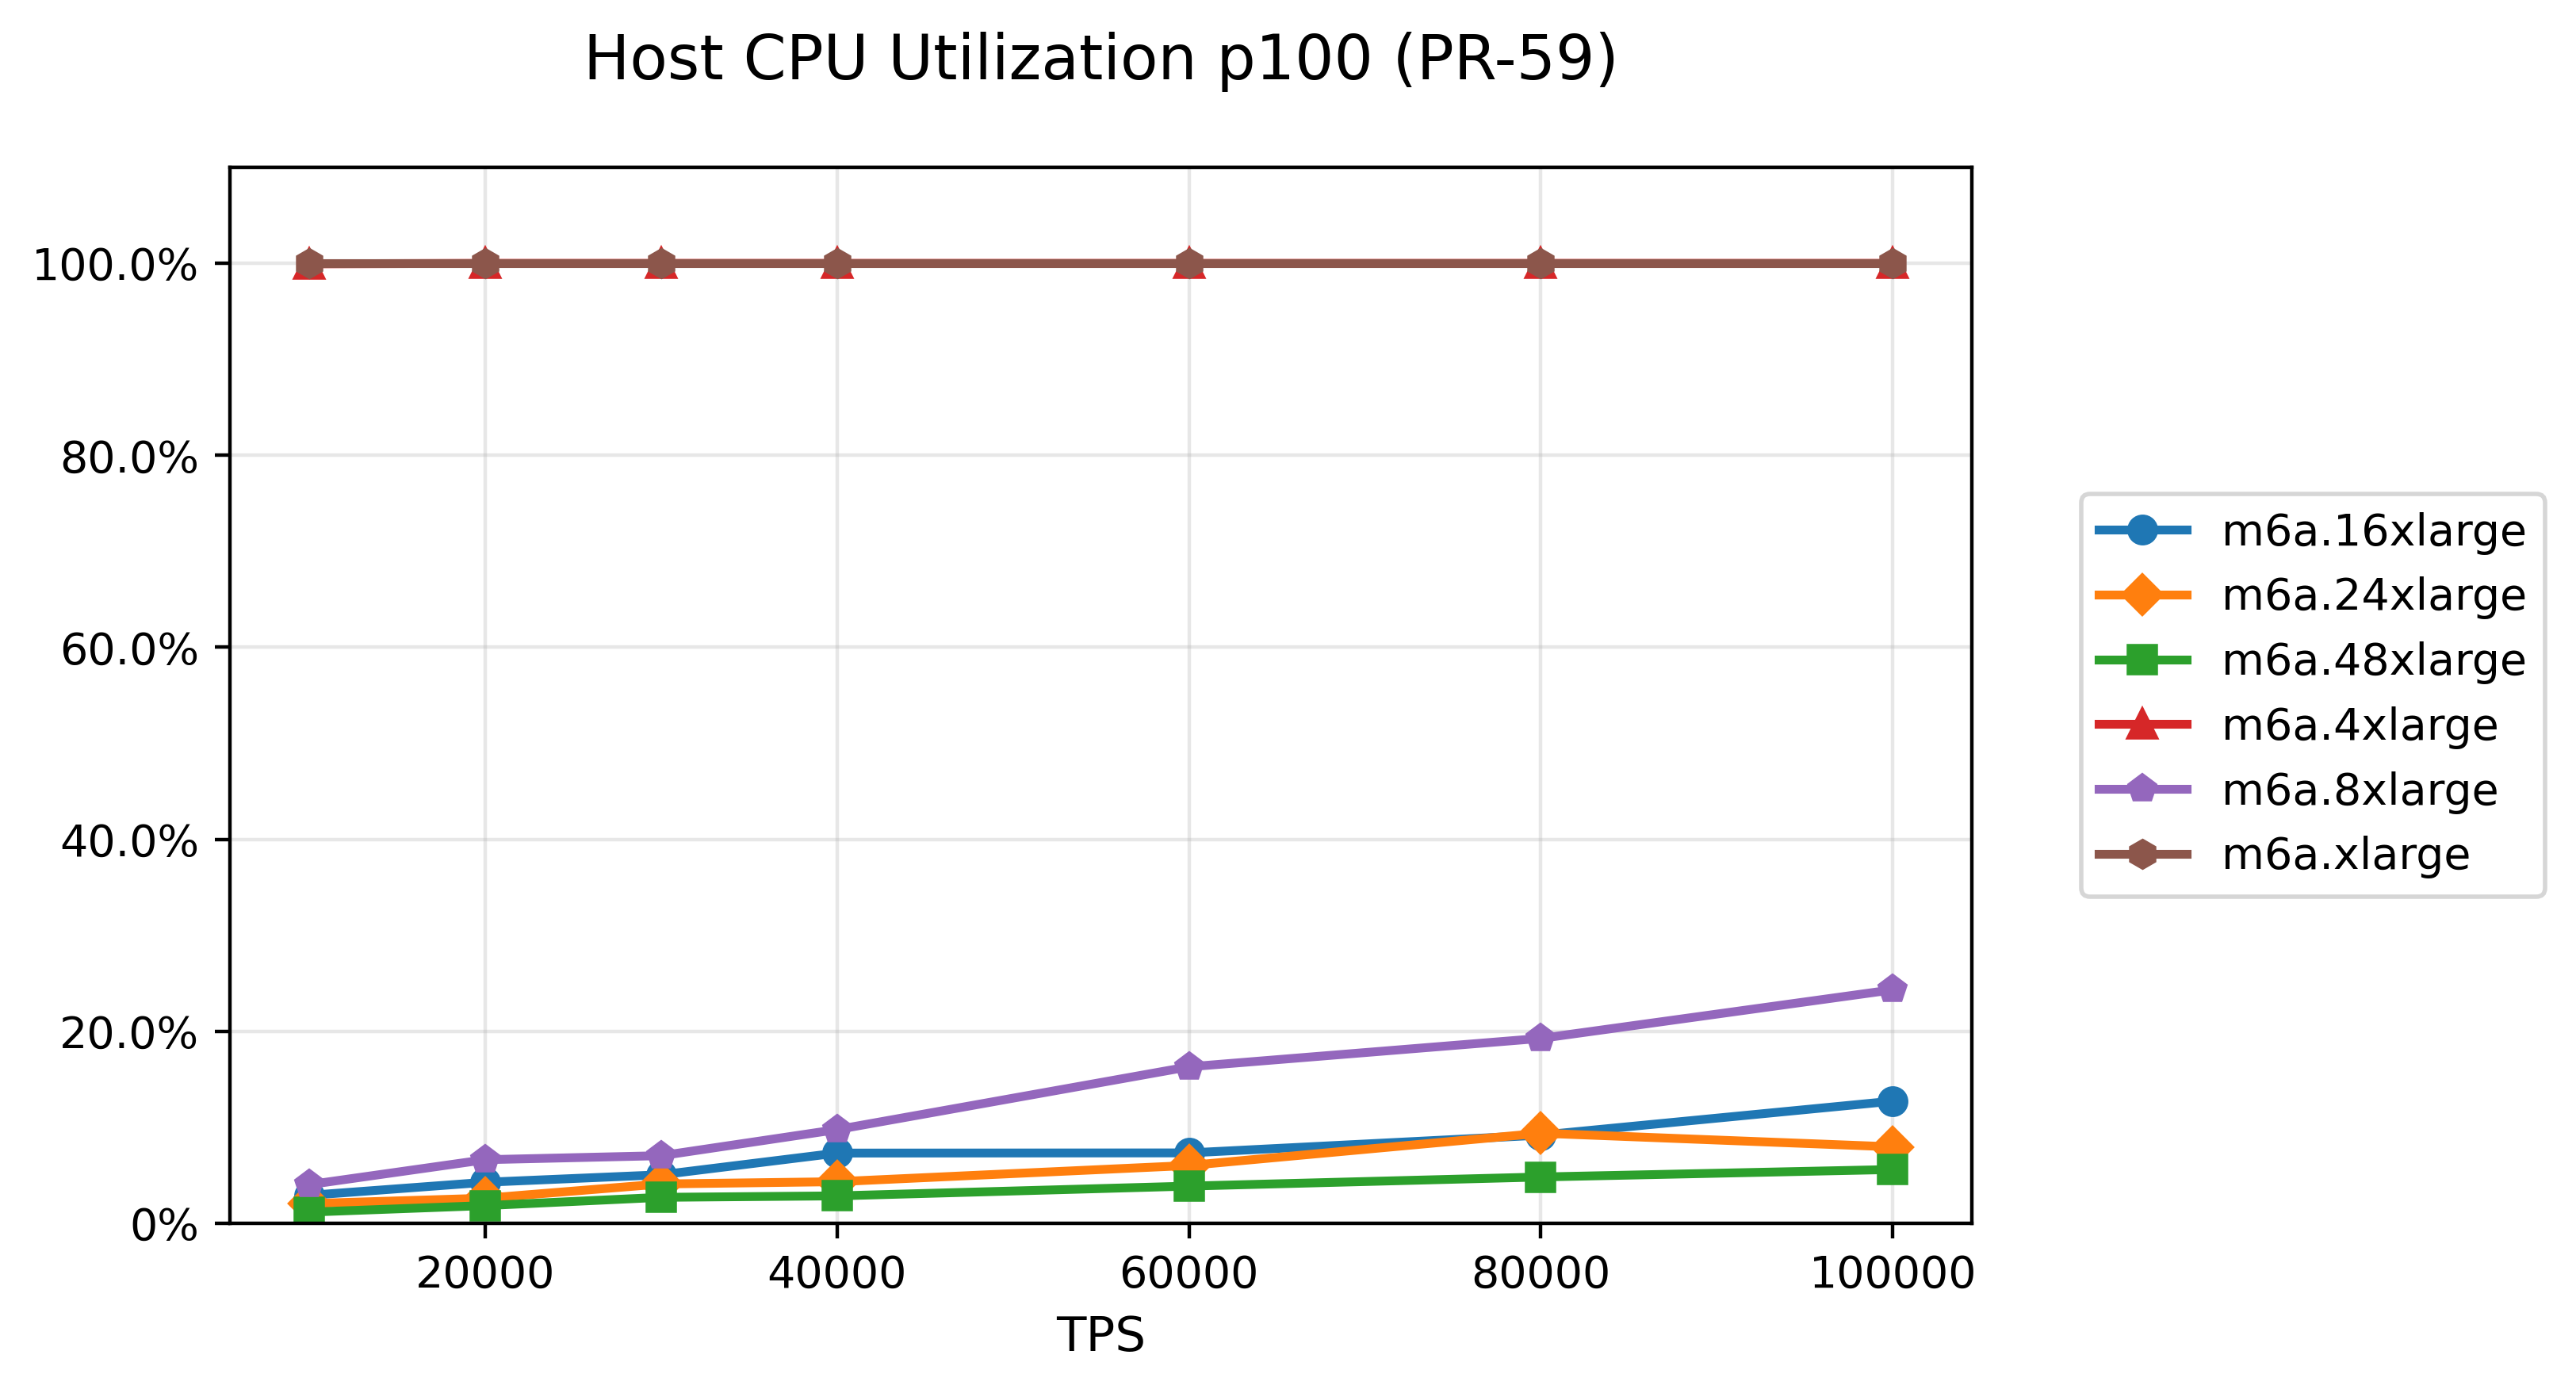 Host CPU Utilization p100 (PR-59)
100.0%
80.0%
60.0%
40.0%
20.0%
0%
20000 40000 60000 80000 100000
TPS
m6a.16xlarge
m6a.24xlarge
m6a.48xlarge
m6a.4xlarge
m6a.8xlarge
m6a.xlarge